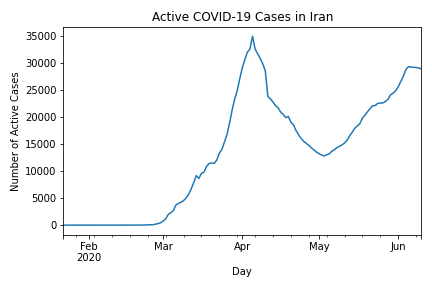 Active COVID-19 Cases in Iran
Number of Active Cases
35000
30000
25000
20000
15000
10000
5000
0
Feb
2020
Mar
Apr
May
Jun
Day